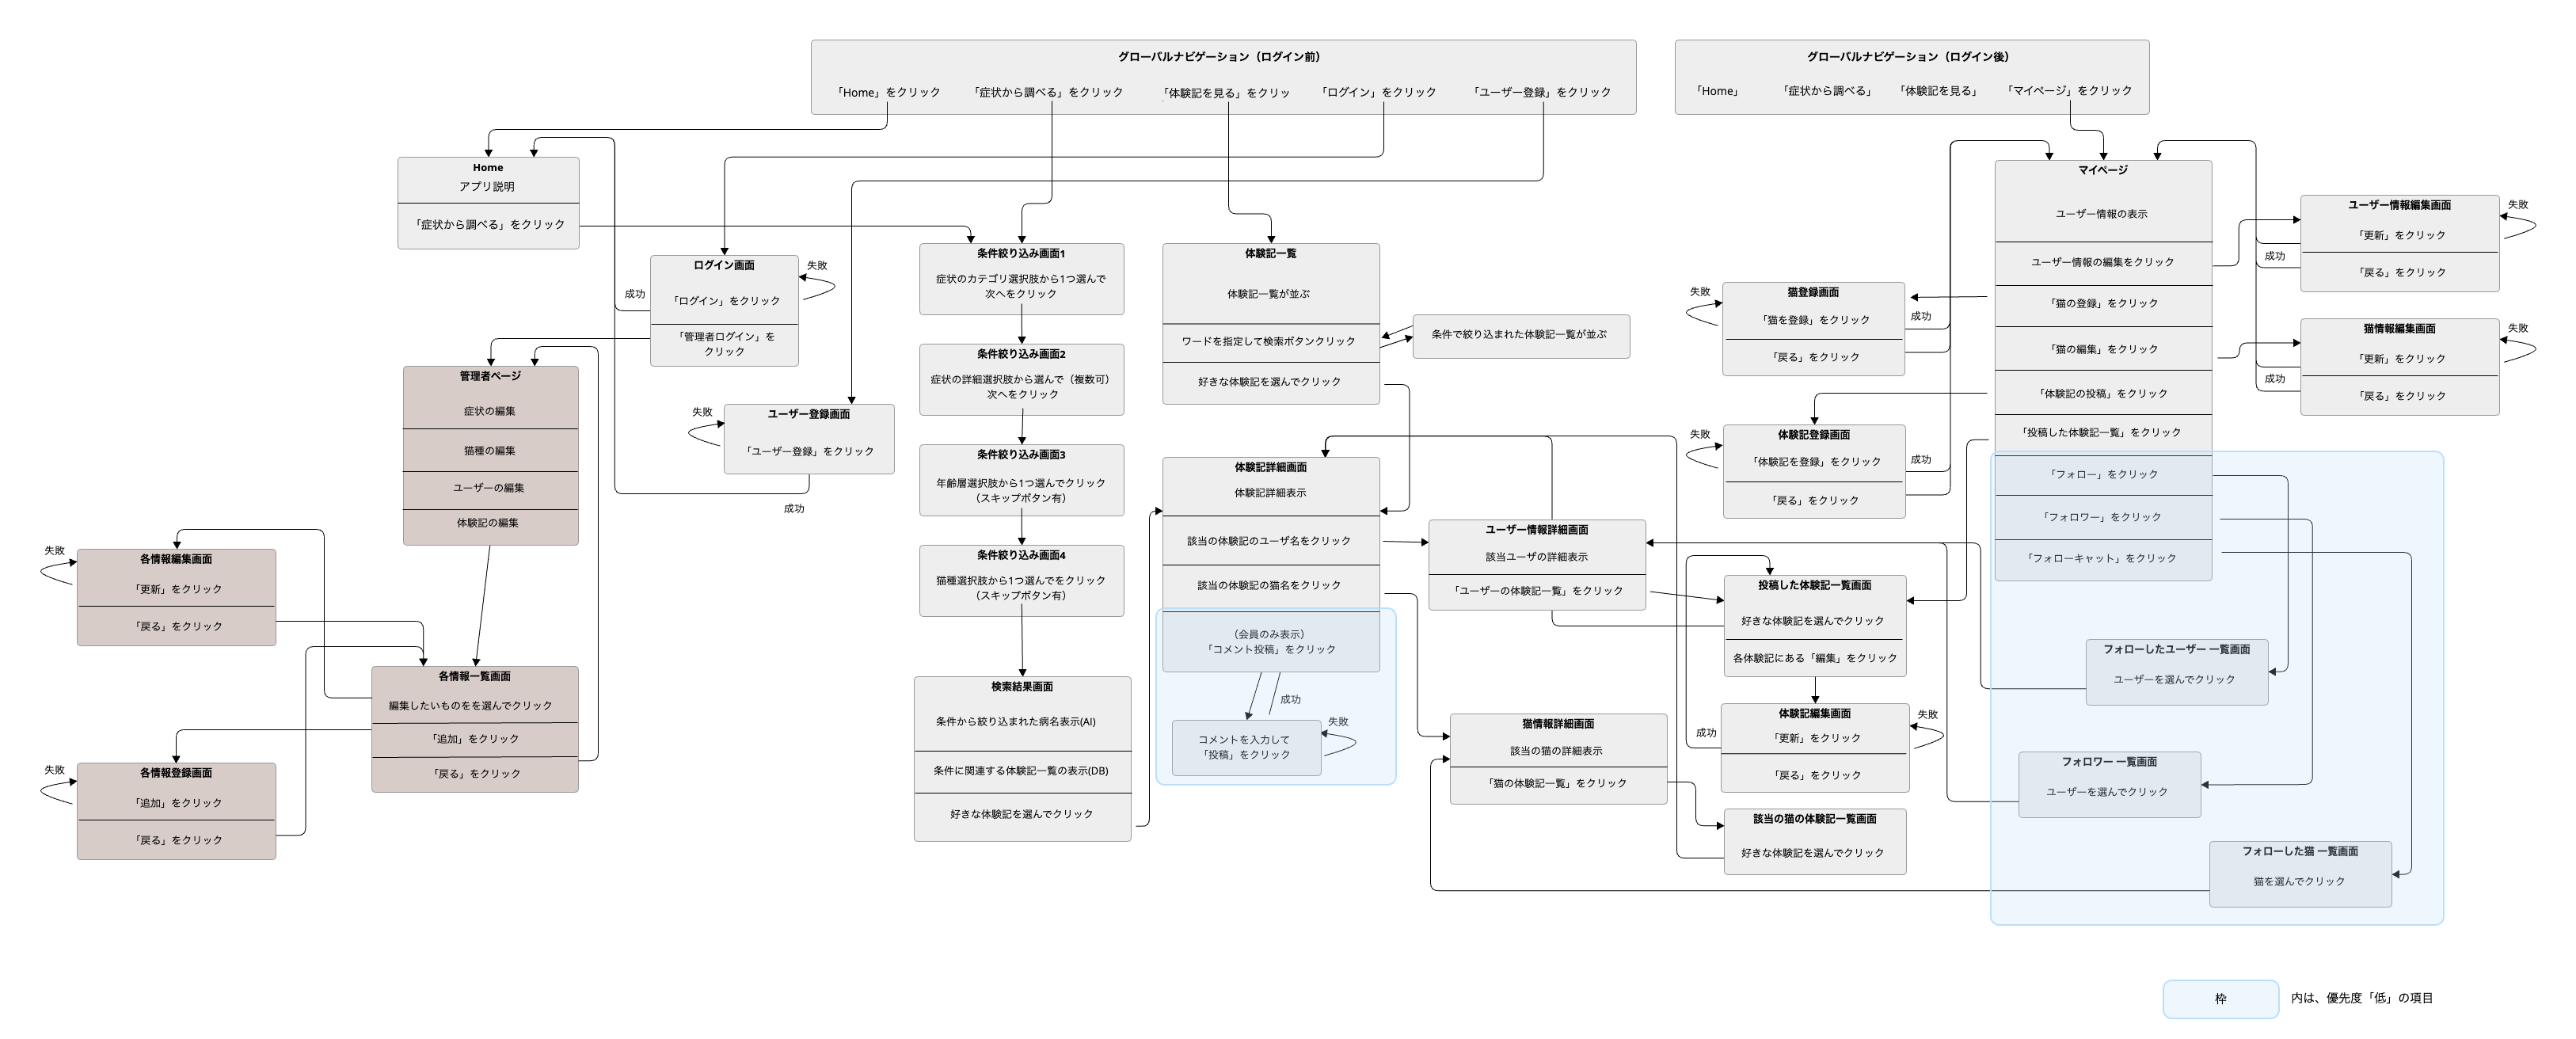 グローバルナビゲーション（ログイン前）
「Home」をクリック
「症状から調べる」をクリック
「体験記を見る」をクリッ
「ログイン」をクリック
「ユーザー登録」をクリック
グローバルナビゲーション（ログイン後）
「Home」
「症状から調べる」
「体験記を見る」
「マイページ」をクリック
Home
アプリ説明
「症状から調べる」をクリック
ログイン画面
「ログイン」をクリック
「管理者ログイン」を
クリック
失敗
成功
管理者ページ
症状の編集
猫種の編集
ユーザーの編集
体験記の編集
ユーザー登録画面
「ユーザー登録」をクリック
失敗
成功
各情報編集画面
「更新」をクリック
「戻る」をクリック
失敗
各情報一覧画面
編集したいものをを選んでクリック
「追加」をクリック
「戻る」をクリック
各情報登録画面
「追加」をクリック
「戻る」をクリック
失敗
条件絞り込み画面1
症状のカテゴリ選択肢から1つ選んで
次へをクリック
条件絞り込み画面2
症状の詳細選択肢から選んで（複数可）
次へをクリック
条件絞り込み画面3
年齢層選択肢から1つ選んでクリック
（スキップボタン有）
条件絞り込み画面4
猫種選択肢から1つ選んでをクリック
（スキップボタン有）
検索結果画面
条件から絞り込まれた病名表示(AI)
条件に関連する体験記一覧の表示(DB)
好きな体験記を選んでクリック
体験記一覧
体験記一覧が並ぶ
ワードを指定して検索ボタンクリック
好きな体験記を選んでクリック
条件で絞り込まれた体験記一覧が並ぶ
体験記詳細画面
体験記詳細表示
該当の体験記のユーザ名をクリック
該当の体験記の猫名をクリック
（会員のみ表示）
「コメント投稿」をクリック
成功
コメントを入力して
「投稿」をクリック
失敗
ユーザー情報詳細画面
該当ユーザの詳細表示
「ユーザーの体験記一覧」をクリック
猫情報詳細画面
該当の猫の詳細表示
「猫の体験記一覧」をクリック
猫登録画面
「猫を登録」をクリック
「戻る」をクリック
失敗
成功
体験記登録画面
「体験記を登録」をクリック
「戻る」をクリック
失敗
成功
投稿した体験記一覧画面
好きな体験記を選んでクリック
各体験記にある「編集」をクリック
体験記編集画面
「更新」をクリック
「戻る」をクリック
成功
失敗
該当の猫の体験記一覧画面
好きな体験記を選んでクリック
マイページ
ユーザー情報の表示
ユーザー情報の編集をクリック
「猫の登録」をクリック
「猫の編集」をクリック
「体験記の投稿」をクリック
「投稿した体験記一覧」をクリック
「フォロー」をクリック
「フォロワー」をクリック
「フォローキャット」をクリック
ユーザー情報編集画面
「更新」をクリック
「戻る」をクリック
失敗
成功
猫情報編集画面
「更新」をクリック
「戻る」をクリック
失敗
成功
フォローしたユーザー 一覧画面
ユーザーを選んでクリック
フォロワー 一覧画面
ユーザーを選んでクリック
フォローした猫 一覧画面
猫を選んでクリック
枠
内は、優先度「低」の項目